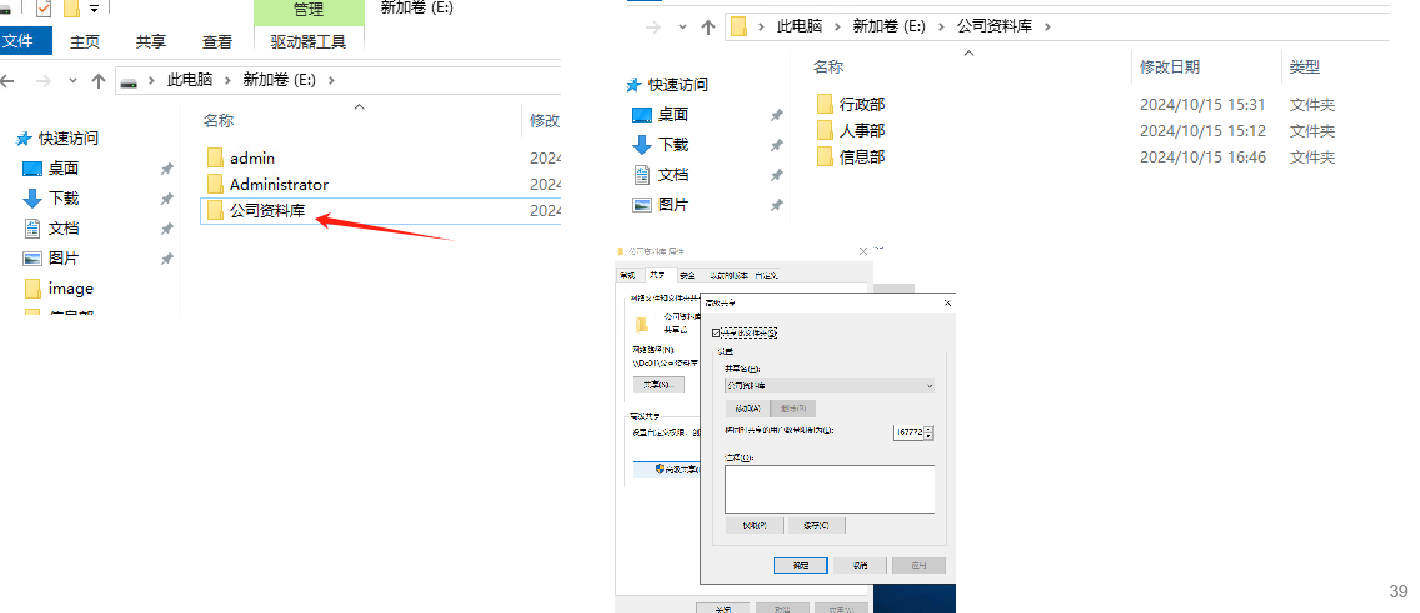 管理
新加卷 (E:)
文件
主页
共享
查看
驱动器工具
此电脑
新加卷 (E:)
名称
修改
快速访问
桌面
下载
文档
图片
image
信息部
admin
2024
Administrator
2024
公司资料库
2024
此电脑
新加卷 (E:)
公司资料库
名称
修改日期
类型
快速访问
桌面
下载
文档
图片
行政部
2024/10/15 15:31
文件夹
人事部
2024/10/15 15:12
文件夹
信息部
2024/10/15 16:46
文件夹
公司资料库 属性
常规
共享
安全
以前的版本
自定义
网络文件和文件夹共享
公司资料库
共享式
网络路径(N):
\\Dc01\公司资料库
共享(S)...
高级共享
设置自定义权限，创
高级共享(
高级共享
共享此文件夹(S)
设置
共享名(H):
公司资料库
添加(A)
删除(R)
将同时共享的用户数量限制为(L):
167772
注释(O):
权限(P)
缓存(C)
确定
取消
应用
关闭
取消
应用(A)
39